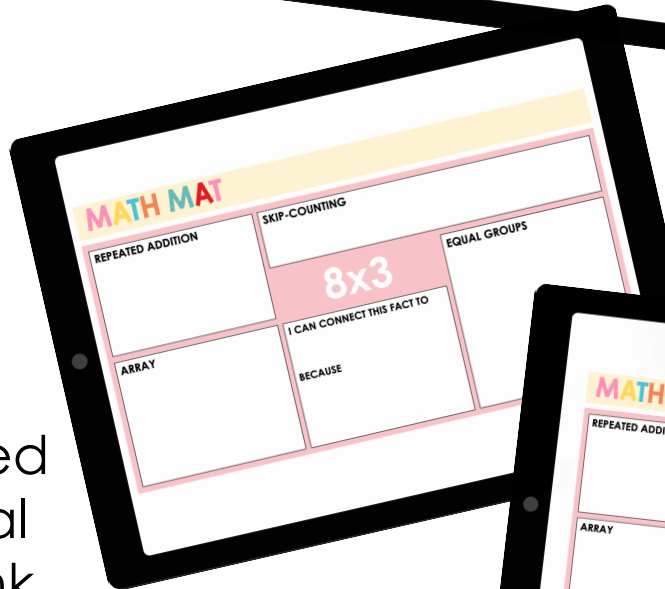 MATH MAT
SKIP-COUNTING
REPEATED ADDITION
EQUAL GROUPS
8x3
I CAN CONNECT THIS FACT TO
ARRAY
BECAUSE
MATH
REPEATED ADDI
ARRAY
ed
al
nk